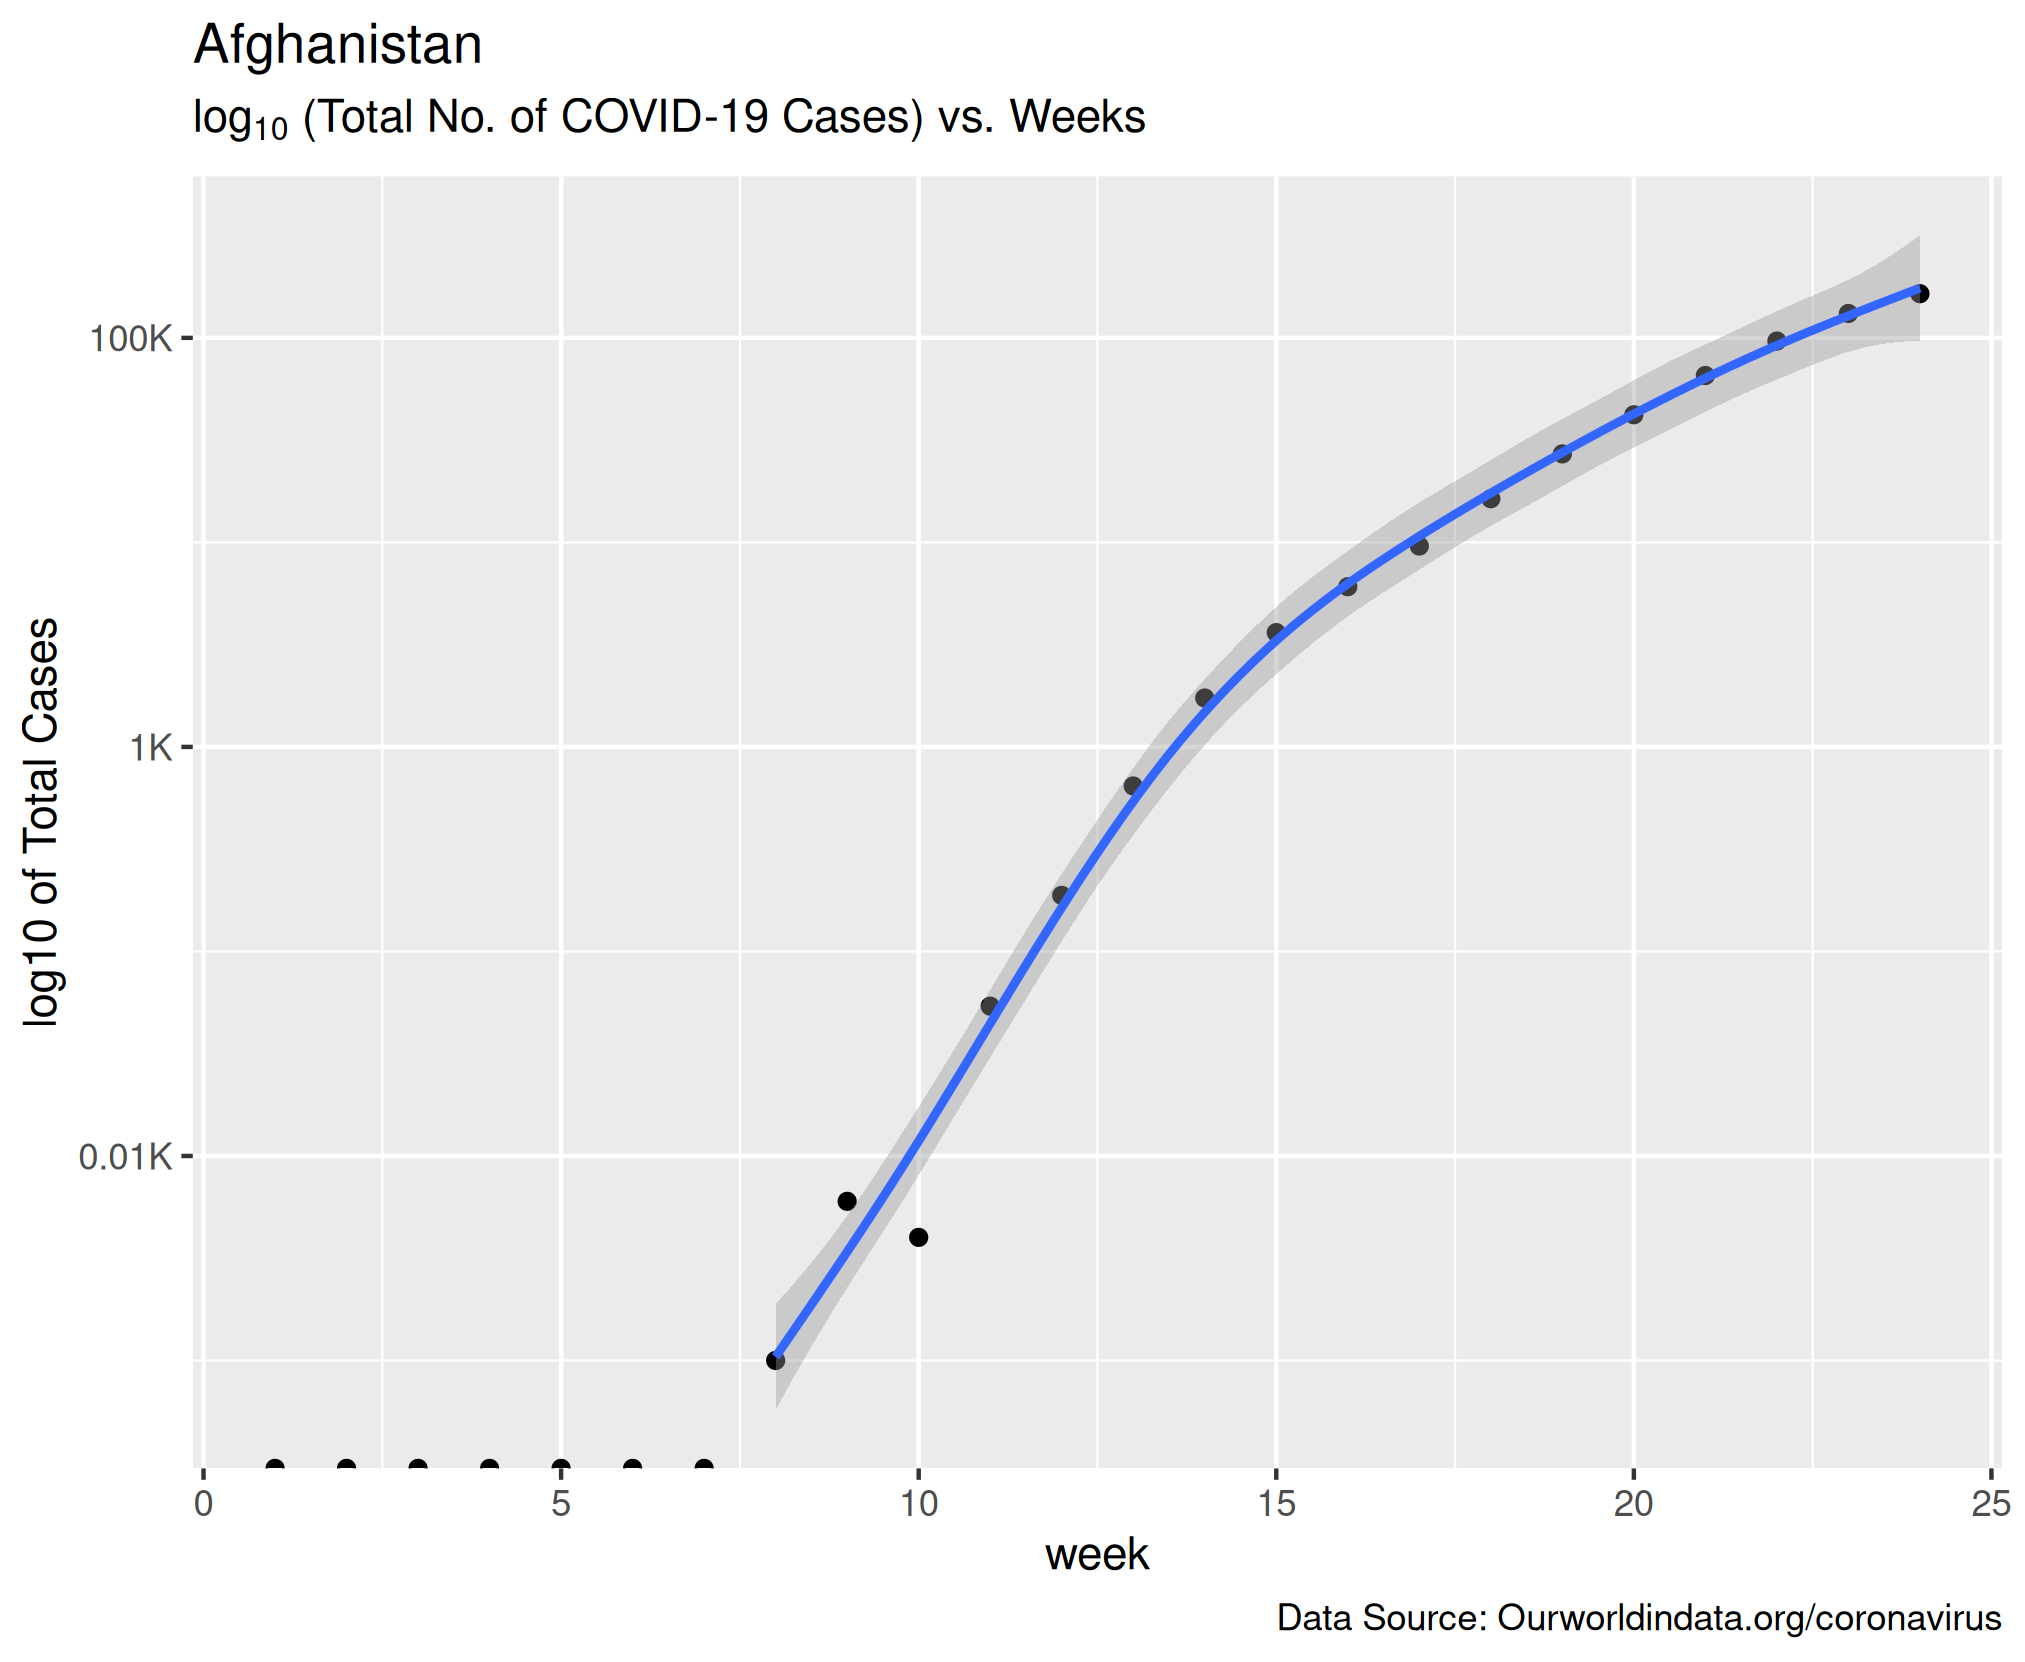 Afghanistan
log₁₀ (Total No. of COVID-19 Cases) vs. Weeks
log10 of Total Cases
100K
1K
0.01K
0 5 10 15 20 25
week
Data Source: Ourworldindata.org/coronavirus